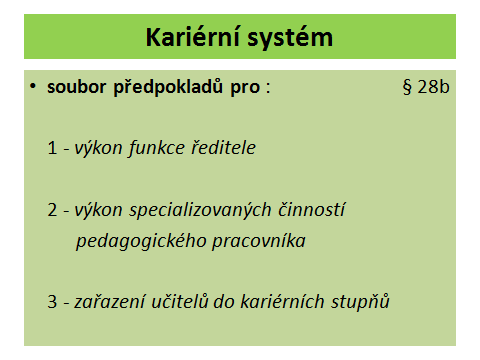 Kariérní systém
• soubor předpokladů pro : § 28b
1 - výkon funkce ředitele
2 - výkon specializovaných činností
pedagogického pracovníka
3 - zařazení učitelů do kariérních stupňů